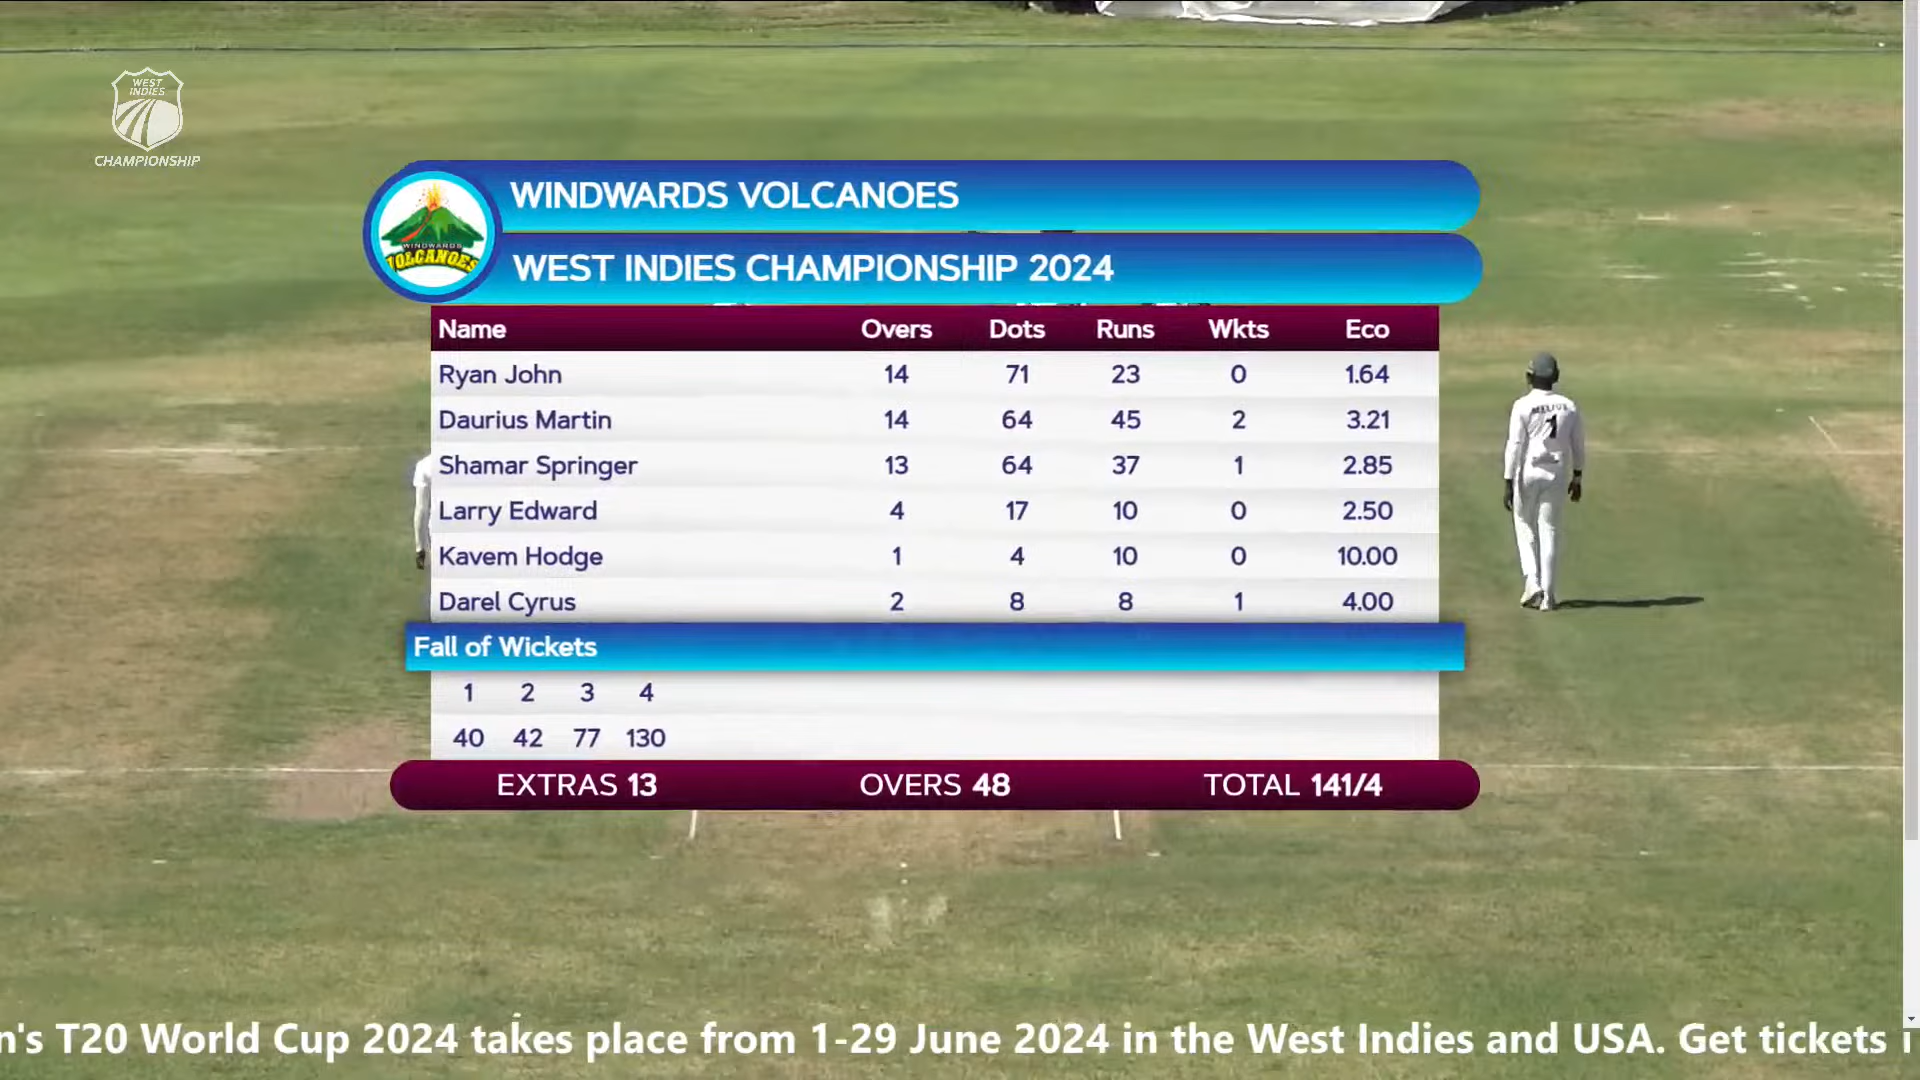 WEST
INDIES
CHAMPIONSHIP
WINDWARDS VOLCANOES
WINDWARDS
VOLCANOES
WEST INDIES CHAMPIONSHIP 2024
Name Overs Dots Runs Wkts Eco
Ryan John 14 71 23 0 1.64
Daurius Martin 14 64 45 2 3.21
Shamar Springer 13 64 37 1 2.85
Larry Edward 4 17 10 0 2.50
Kavem Hodge 1 4 10 0 10.00
Darel Cyrus 2 8 8 1 4.00
MELIUS
1
Fall of Wickets
1 2 3 4
40 42 77 130
EXTRAS 13 OVERS 48 TOTAL 141/4
n's T20 World Cup 2024 takes place from 1-29 June 2024 in the West Indies and USA. Get tickets